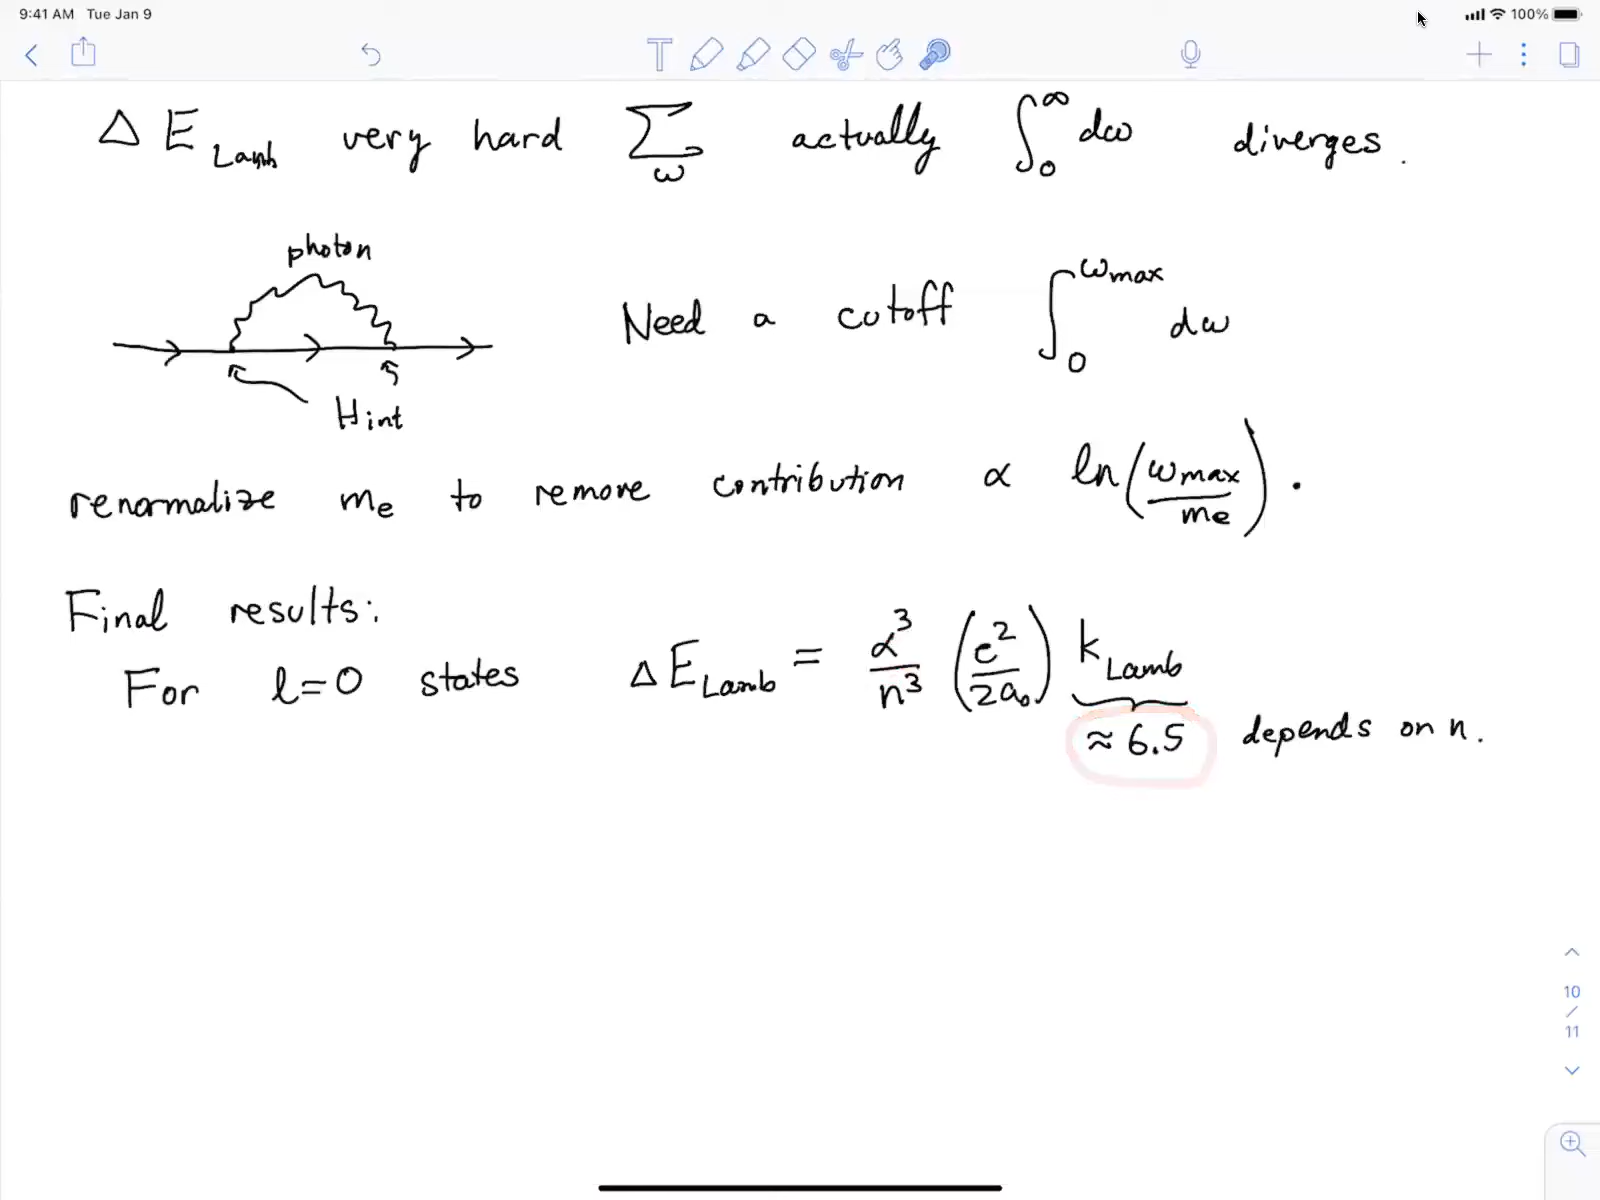 9:41 AM Tue Jan 9 100%
T
Δ E Lamb very hard ∑ω actually ∫₀^∞ dω diverges.
photon
Need a cutoff ∫₀^ωmax dω
Hint
renormalize me to remove contribution α ln(ωmax/me).
Final results:
For l=0 states Δ E Lamb = α³/n³ (e²/2a₀) k Lamb
≈ 6.5 depends on n.
10
/
11